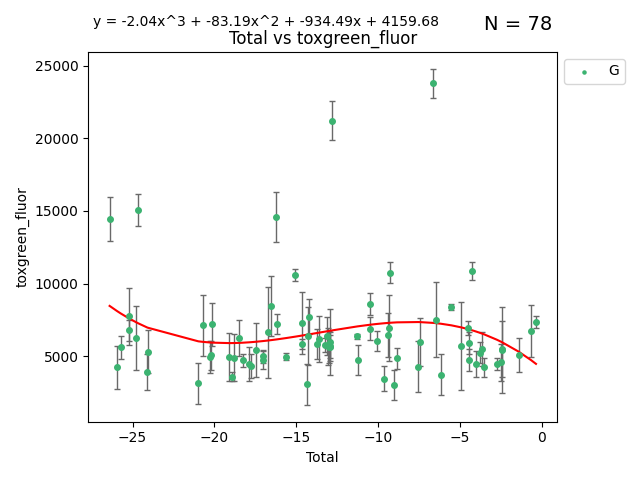 y = -2.04x^3 + -83.19x^2 + -934.49x + 4159.68
N = 78
Total vs toxgreen_fluor
G
25000
20000
15000
10000
5000
toxgreen_fluor
−25 −20 −15 −10 −5 0
Total